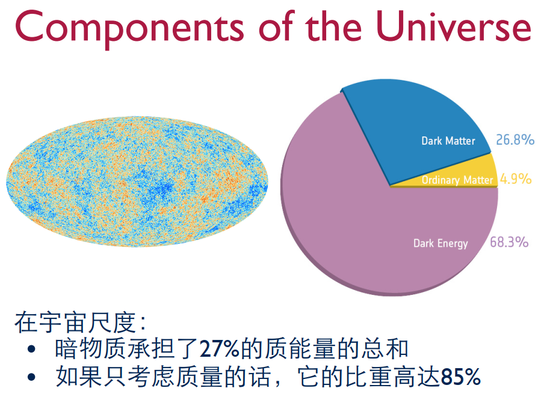 Components of the Universe
Dark Matter 26.8%
Ordinary Matter 4.9%
Dark Energy 68.3%
在宇宙尺度：
• 暗物质承担了27%的质能量的总和
• 如果只考虑质量的话，它的比重高达85%